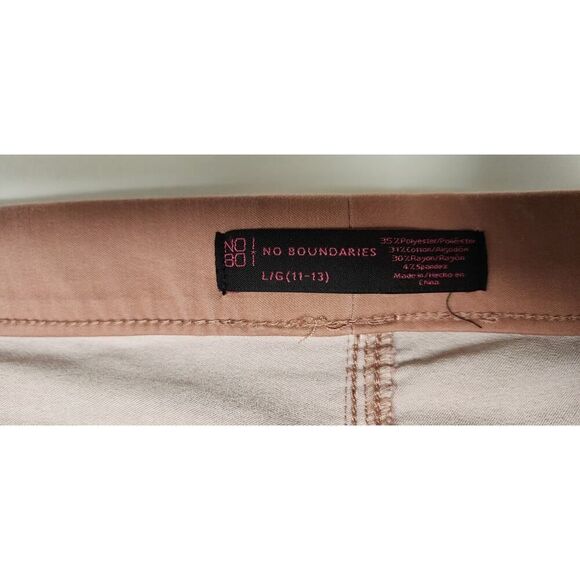 NO
BO
NO BOUNDARIES
L/G(11-13)
35%Polyester/Poliéster
31%Cotton/Algodón
30%Rayon/Rayón
4%Spandex
Made in/Hecho en
China